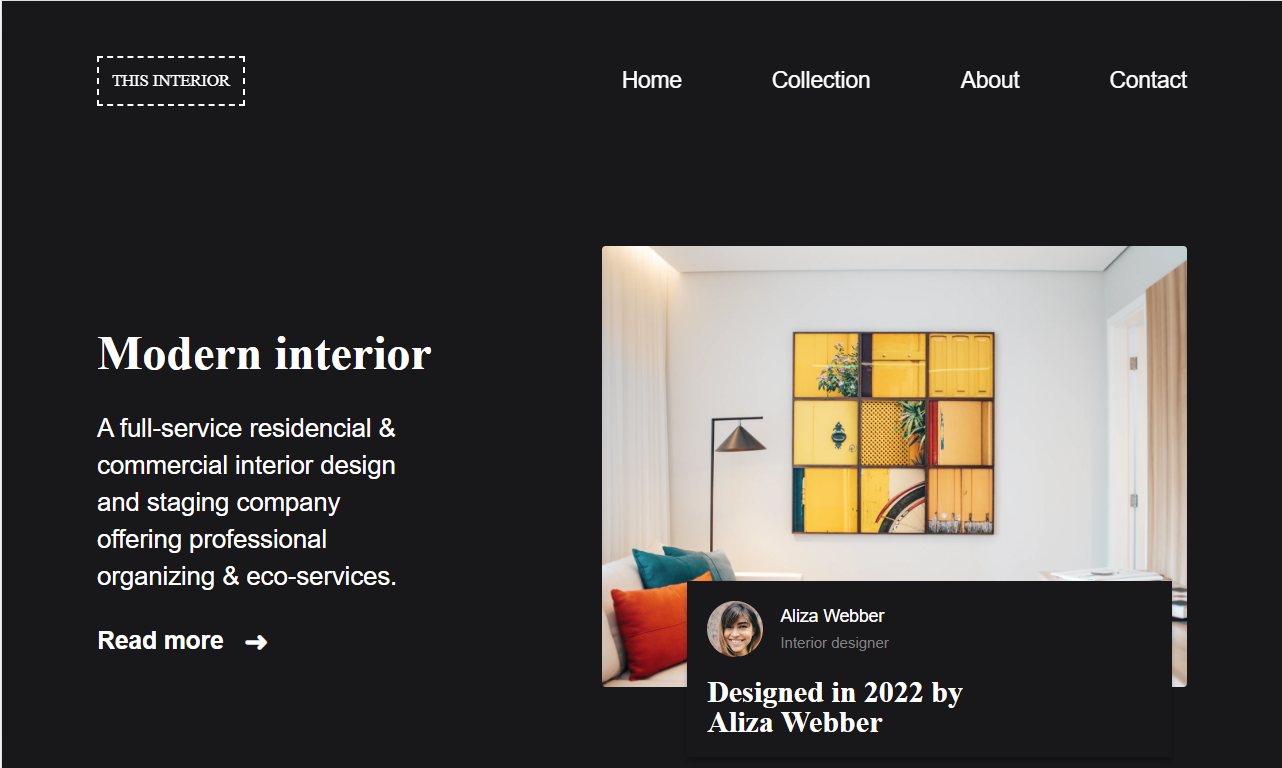 THIS INTERIOR
Home Collection About Contact
Modern interior
A full-service residencial &
commercial interior design
and staging company
offering professional
organizing & eco-services.
Read more ➜
Aliza Webber
Interior designer
Designed in 2022 by
Aliza Webber